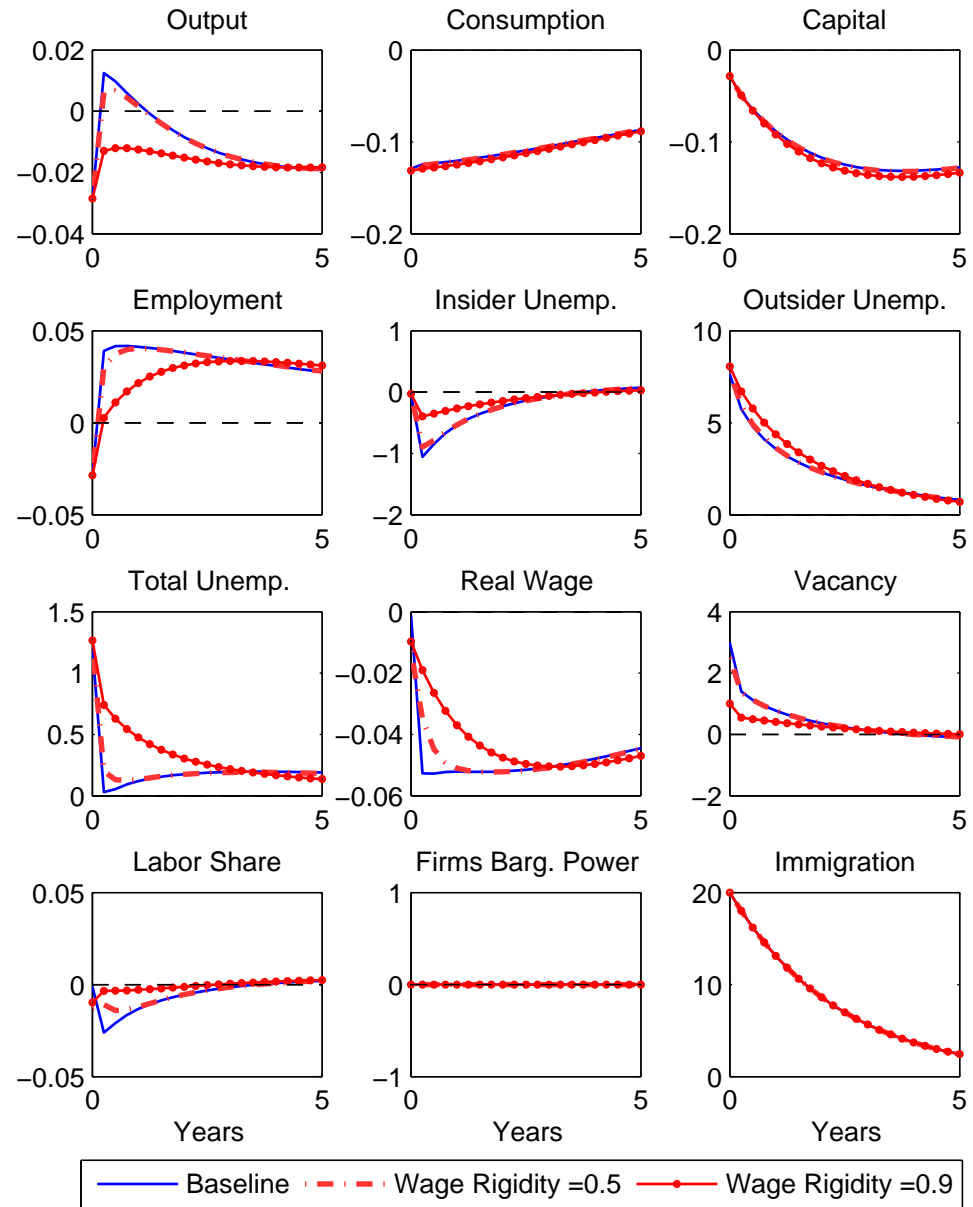 Output Consumption Capital
0.02 0 0
0
−0.1 −0.1
−0.02
−0.04 −0.2 −0.2
0 5 0 5 0 5
Employment Insider Unemp. Outsider Unemp.
0.05 1 10
0
0 5
−1
−0.05 −2 0
0 5 0 5 0 5
Total Unemp. Real Wage Vacancy
1.5 0 4
1 −0.02 2
0.5 −0.04 0
0 −0.06 −2
0 5 0 5 0 5
Labor Share Firms Barg. Power Immigration
0.05 1 20
0 0 10
−0.05 −1 0
0 5 0 5 0 5
Years Years Years
Baseline Wage Rigidity =0.5 Wage Rigidity =0.9